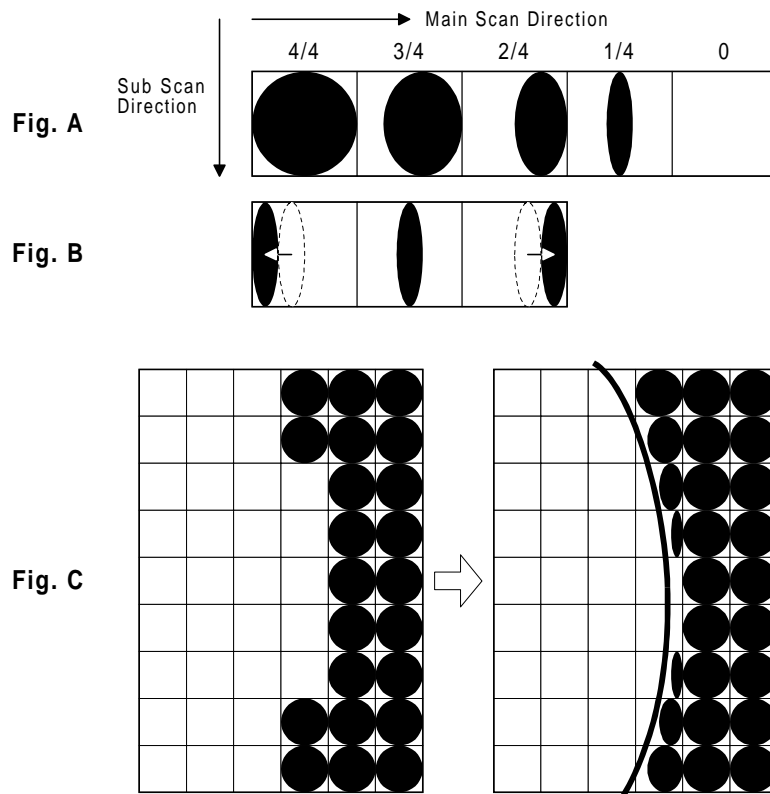 Main Scan Direction
4/4 3/4 2/4 1/4 0
Sub Scan
Direction
Fig. A
Fig. B
Fig. C